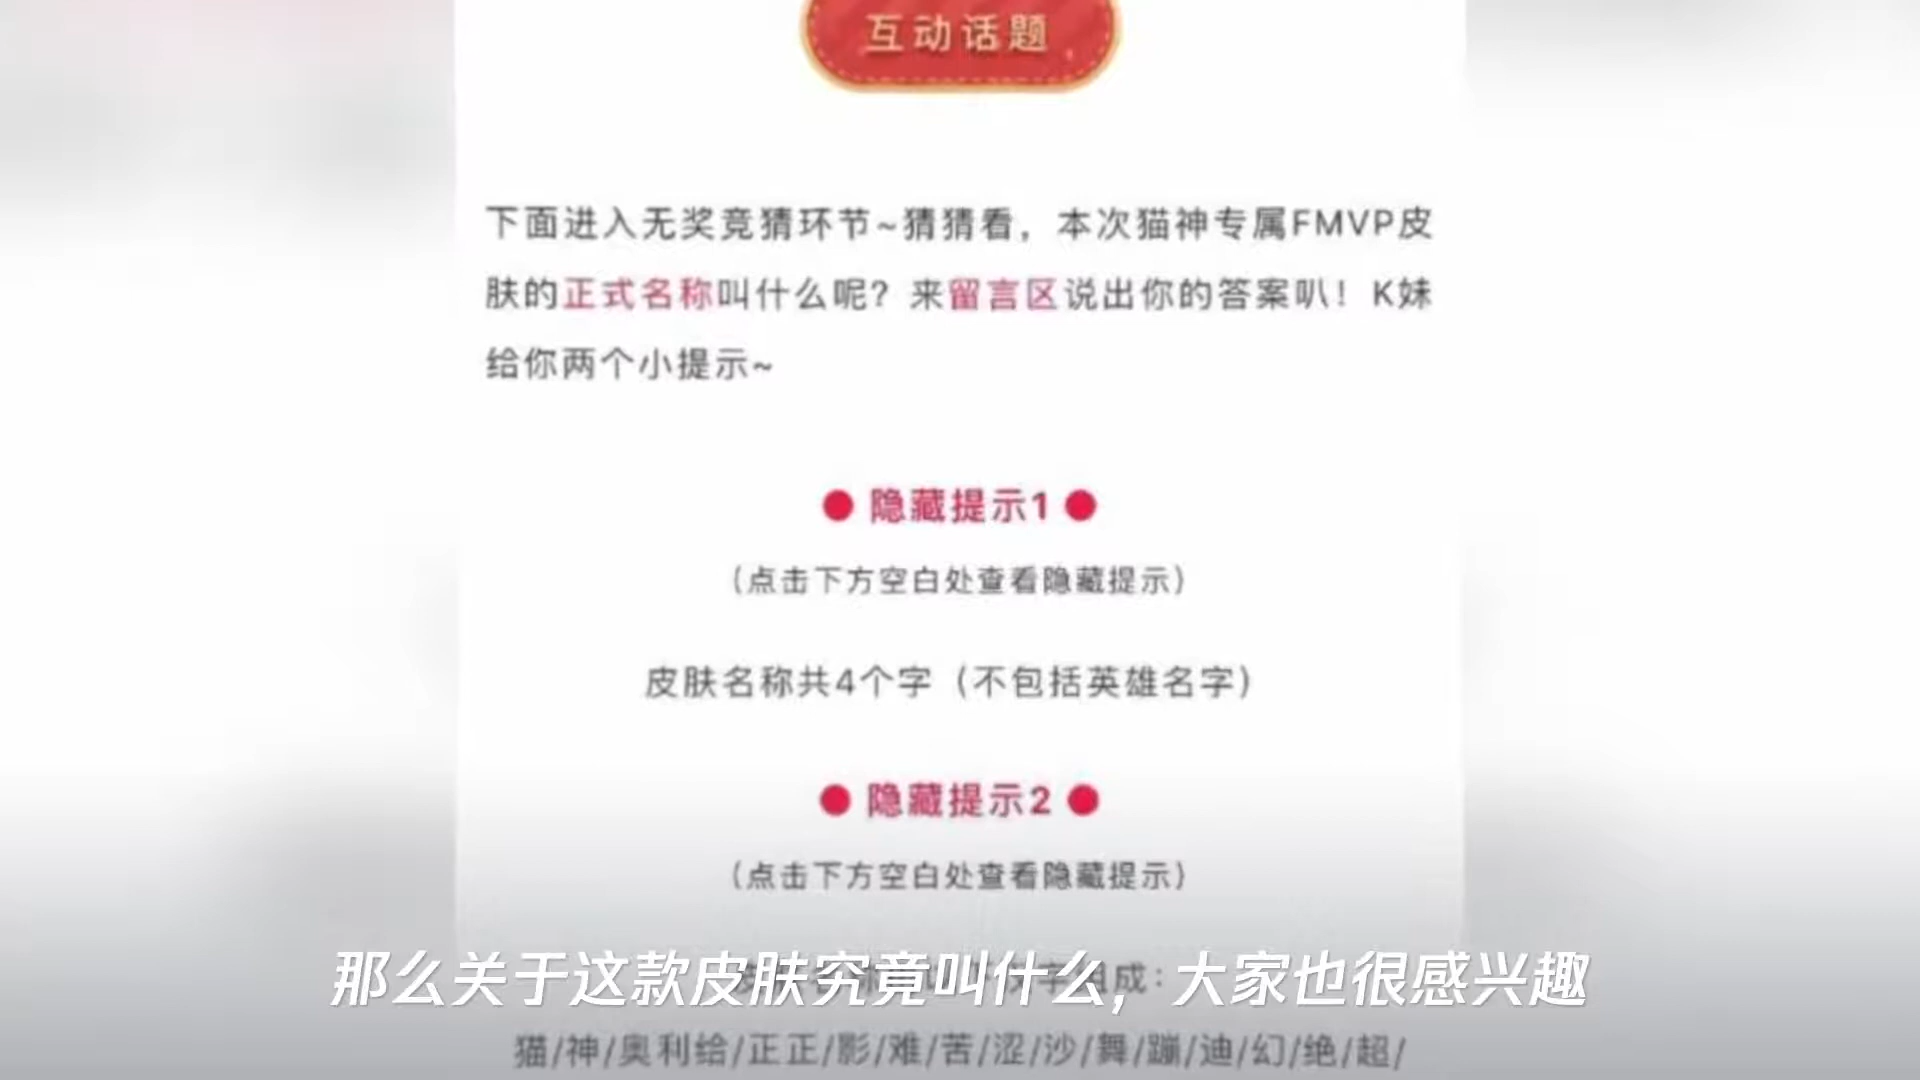 互动话题
下面进入无奖竞猜环节~猜猜看，本次猫神专属FMVP皮
肤的正式名称叫什么呢？来留言区说出你的答案叭！K妹
给你两个小提示~
● 隐藏提示1 ●
（点击下方空白处查看隐藏提示）
皮肤名称共4个字（不包括英雄名字）
● 隐藏提示2 ●
（点击下方空白处查看隐藏提示）
那么关于这款皮肤究竟叫什么，大家也很感兴趣
猫/神/奥利给/正正/影/难/苦/涩/沙/舞/蹦/迪/幻/绝/超/